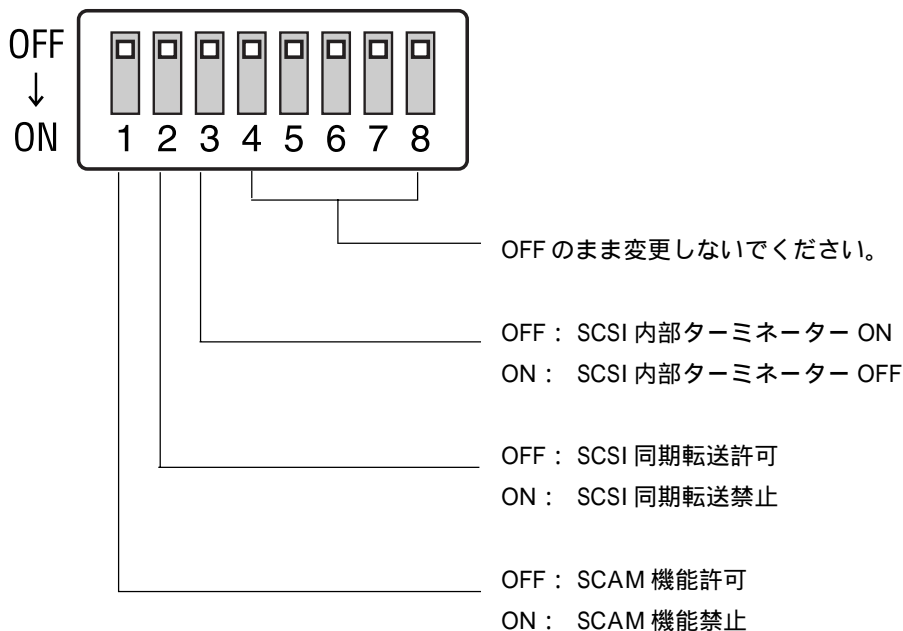 OFF
↓
ON
1 2 3 4 5 6 7 8
OFF のまま変更しないでください。
OFF： SCSI 内部ターミネーター ON
ON： SCSI 内部ターミネーター OFF
OFF： SCSI 同期転送許可
ON： SCSI 同期転送禁止
OFF： SCAM 機能許可
ON： SCAM 機能禁止